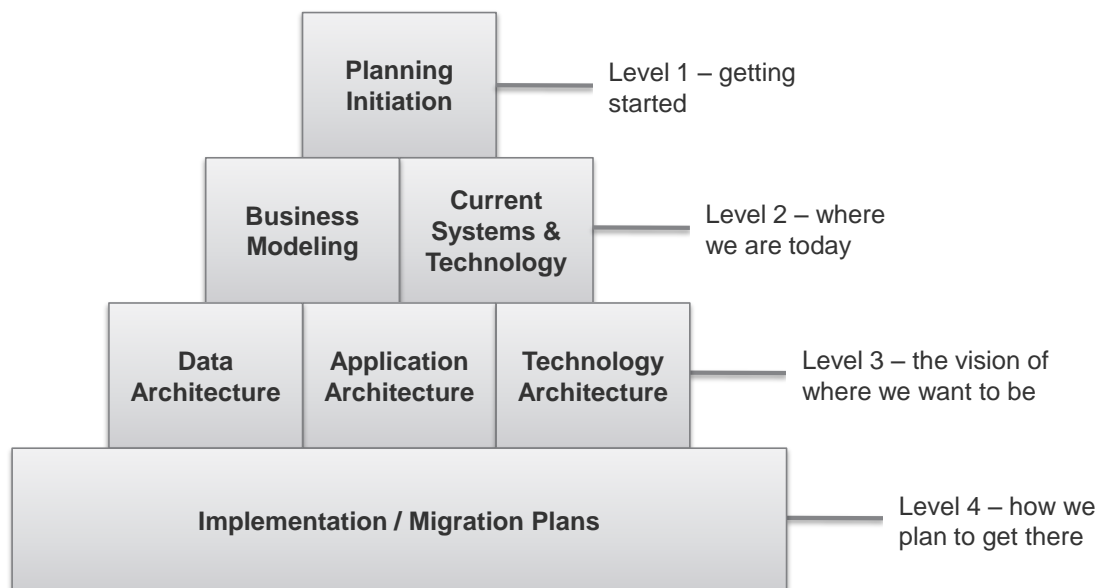 Planning
Initiation
Level 1 – getting
started
Business
Modeling
Current
Systems &
Technology
Level 2 – where
we are today
Data
Architecture
Application
Architecture
Technology
Architecture
Level 3 – the vision of
where we want to be
Implementation / Migration Plans
Level 4 – how we
plan to get there